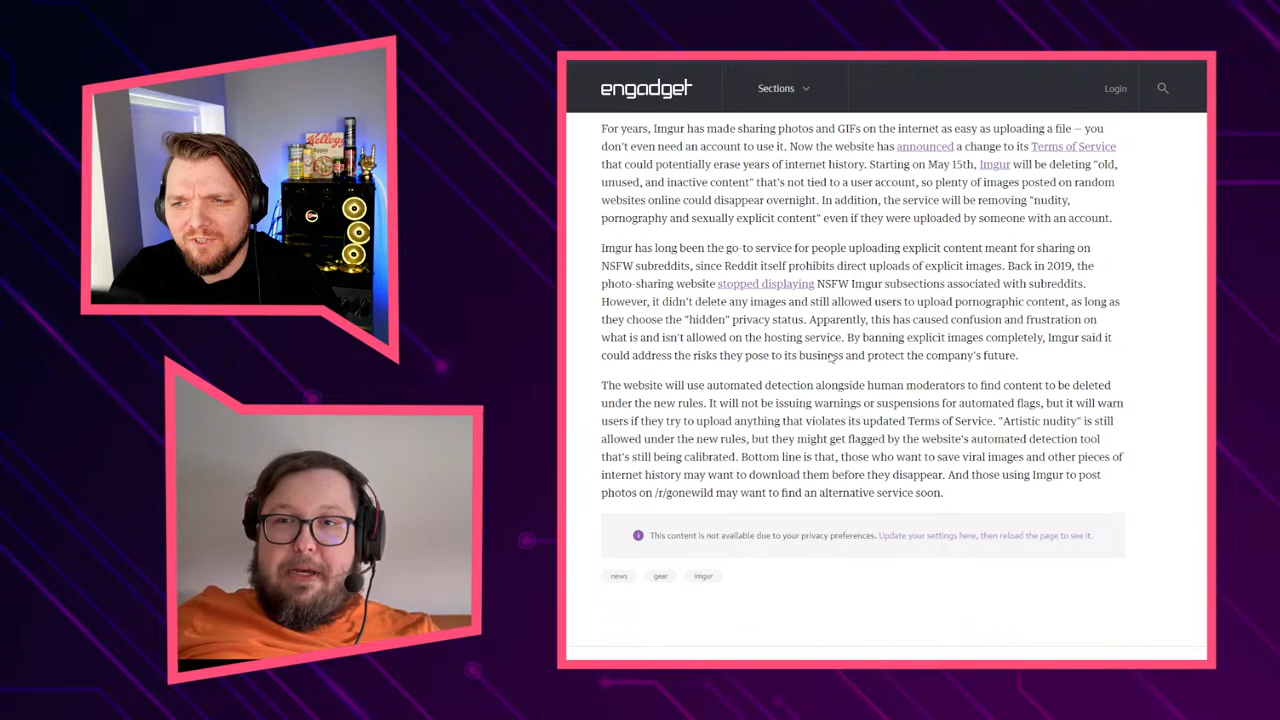 Kellogg's
engadget
Sections
Login
For years, Imgur has made sharing photos and GIFs on the internet as easy as uploading a file — you
don't even need an account to use it. Now the website has announced a change to its Terms of Service
that could potentially erase years of internet history. Starting on May 15th, Imgur will be deleting "old,
unused, and inactive content" that's not tied to a user account, so plenty of images posted on random
websites online could disappear overnight. In addition, the service will be removing "nudity,
pornography and sexually explicit content" even if they were uploaded by someone with an account.
Imgur has long been the go-to service for people uploading explicit content meant for sharing on
NSFW subreddits, since Reddit itself prohibits direct uploads of explicit images. Back in 2019, the
photo-sharing website stopped displaying NSFW Imgur subsections associated with subreddits.
However, it didn't delete any images and still allowed users to upload pornographic content, as long as
they choose the "hidden" privacy status. Apparently, this has caused confusion and frustration on
what is and isn't allowed on the hosting service. By banning explicit images completely, Imgur said it
could address the risks they pose to its business and protect the company's future.
The website will use automated detection alongside human moderators to find content to be deleted
under the new rules. It will not be issuing warnings or suspensions for automated flags, but it will warn
users if they try to upload anything that violates its updated Terms of Service. "Artistic nudity" is still
allowed under the new rules, but they might get flagged by the website's automated detection tool
that's still being calibrated. Bottom line is that, those who want to save viral images and other pieces of
internet history may want to download them before they disappear. And those using Imgur to post
photos on /r/gonewild may want to find an alternative service soon.
This content is not available due to your privacy preferences. Update your settings here, then reload the page to see it.
news gear imgur